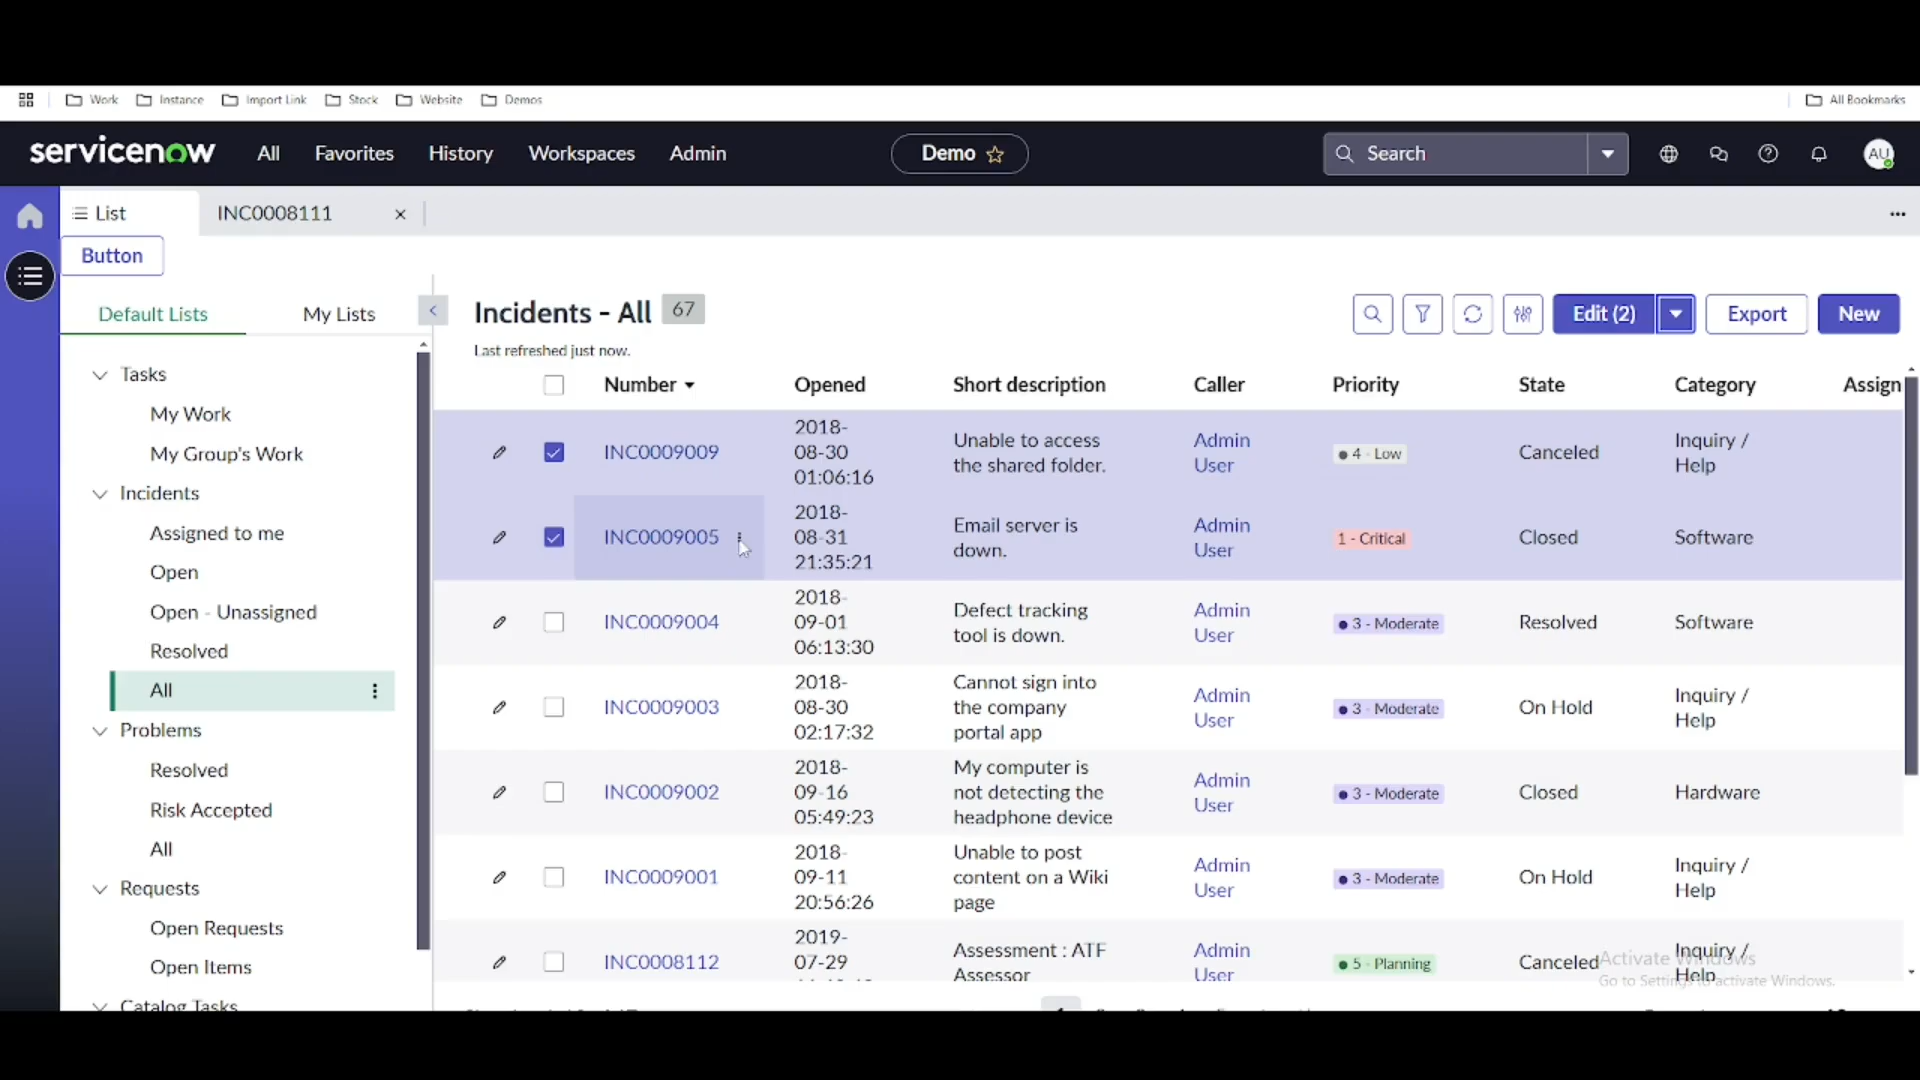 Work Instance Import Link Stock Website Demos All Bookmarks
servicenow All Favorites History Workspaces Admin Demo Search AU
List INC0008111
Button
Default Lists My Lists
Tasks
My Work
My Group's Work
Incidents
Assigned to me
Open
Open - Unassigned
Resolved
All
Problems
Resolved
Risk Accepted
All
Requests
Open Requests
Open Items
Catalog Tasks
Incidents - All 67
Last refreshed just now.
Edit (2) Export New
Number Opened Short description Caller Priority State Category Assign
INC0009009 2018-
08-30
01:06:16 Unable to access
the shared folder. Admin
User 4 - Low Canceled Inquiry /
Help
INC0009005 2018-
08-31
21:35:21 Email server is
down. Admin
User 1 - Critical Closed Software
INC0009004 2018-
09-01
06:13:30 Defect tracking
tool is down. Admin
User 3 - Moderate Resolved Software
INC0009003 2018-
08-30
02:17:32 Cannot sign into
the company
portal app Admin
User 3 - Moderate On Hold Inquiry /
Help
INC0009002 2018-
09-16
05:49:23 My computer is
not detecting the
headphone device Admin
User 3 - Moderate Closed Hardware
INC0009001 2018-
09-11
20:56:26 Unable to post
content on a Wiki
page Admin
User 3 - Moderate On Hold Inquiry /
Help
INC0008112 2019-
07-29
Assessment : ATF
Assessor Admin
User 5 - Planning Canceled Inquiry /
Help
Activate Windows
Go to Settings to activate Windows.